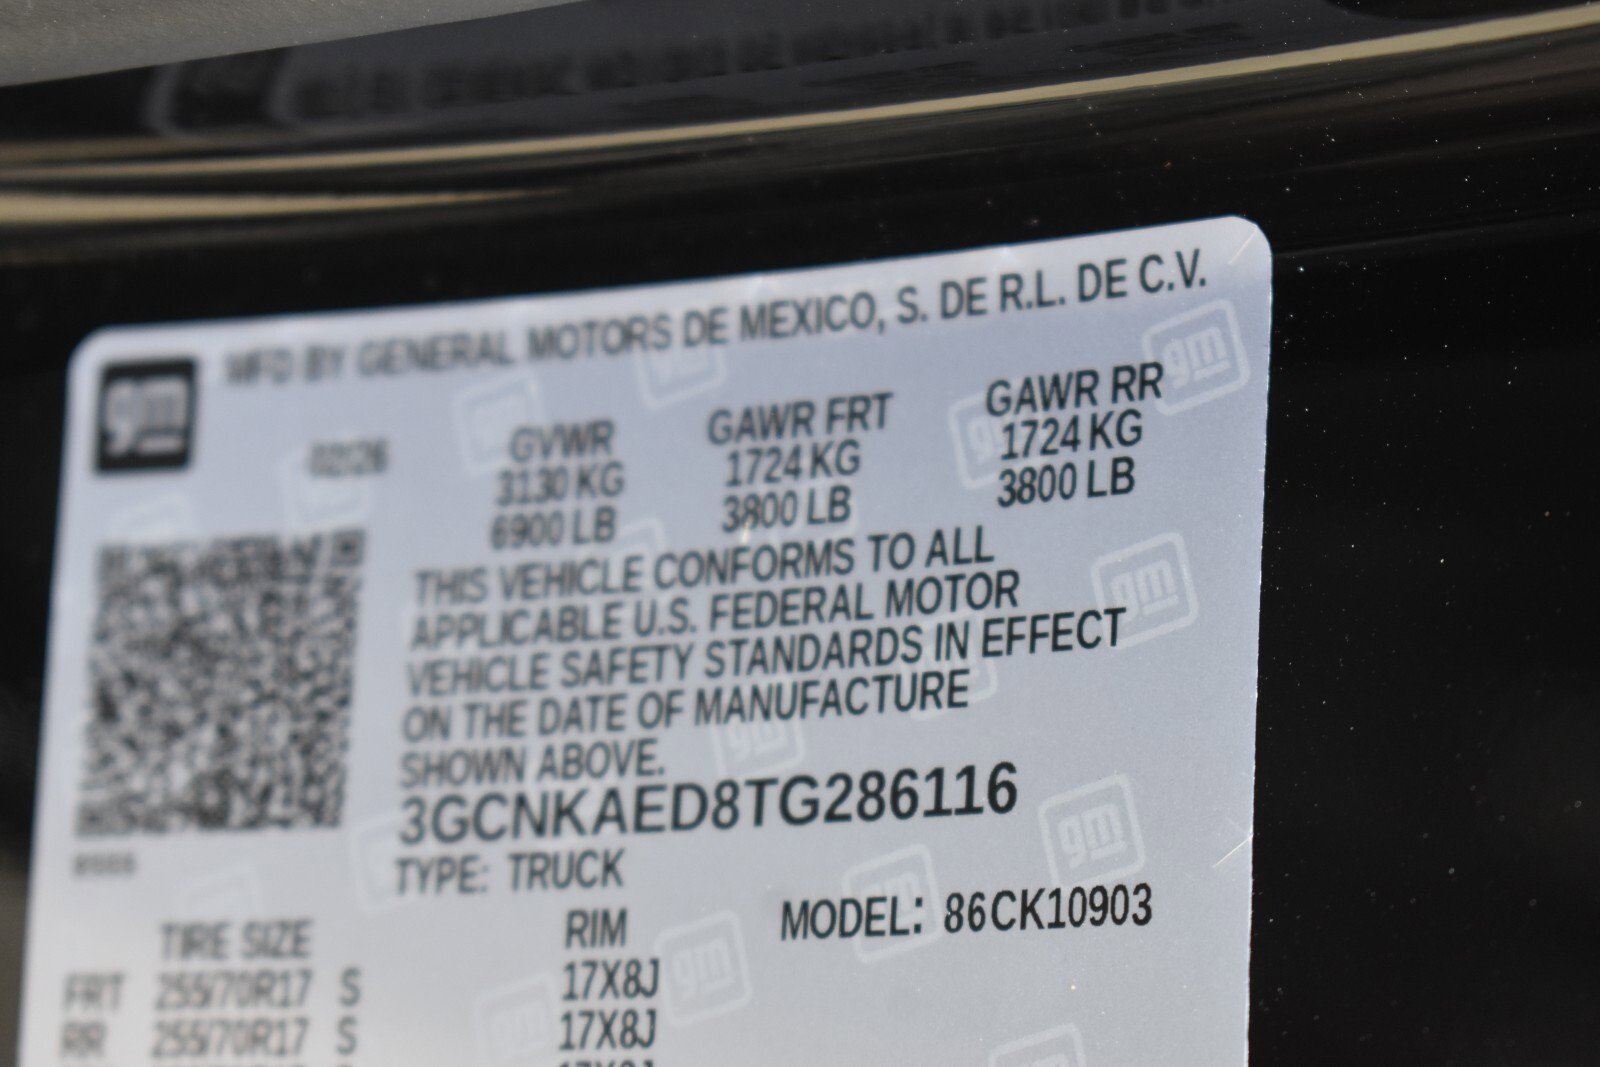 gm
MFD BY GENERAL MOTORS DE MEXICO, S. DE R.L. DE C.V.
02/26 GVWR GAWR FRT GAWR RR
3130 KG 1724 KG 1724 KG
6900 LB 3800 LB 3800 LB
THIS VEHICLE CONFORMS TO ALL
APPLICABLE U.S. FEDERAL MOTOR
VEHICLE SAFETY STANDARDS IN EFFECT
ON THE DATE OF MANUFACTURE
SHOWN ABOVE.
3GCNKAED8TG286116
TYPE: TRUCK
MODEL: 86CK10903
TIRE SIZE RIM
FRT 255/70R17 S 17X8J
RR 255/70R17 S 17X8J